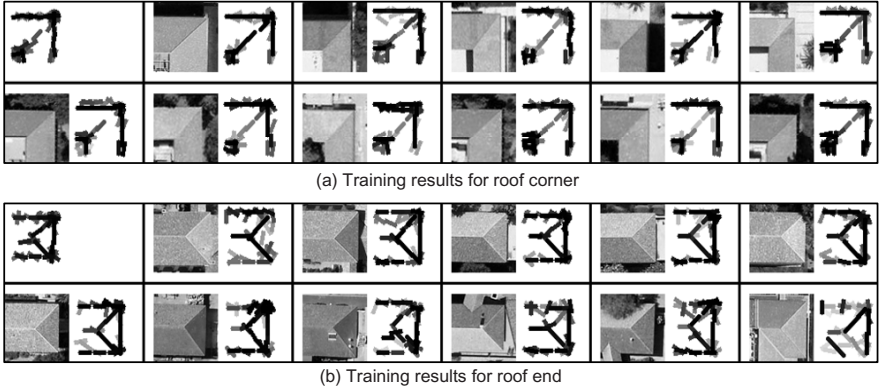 (a) Training results for roof corner
(b) Training results for roof end